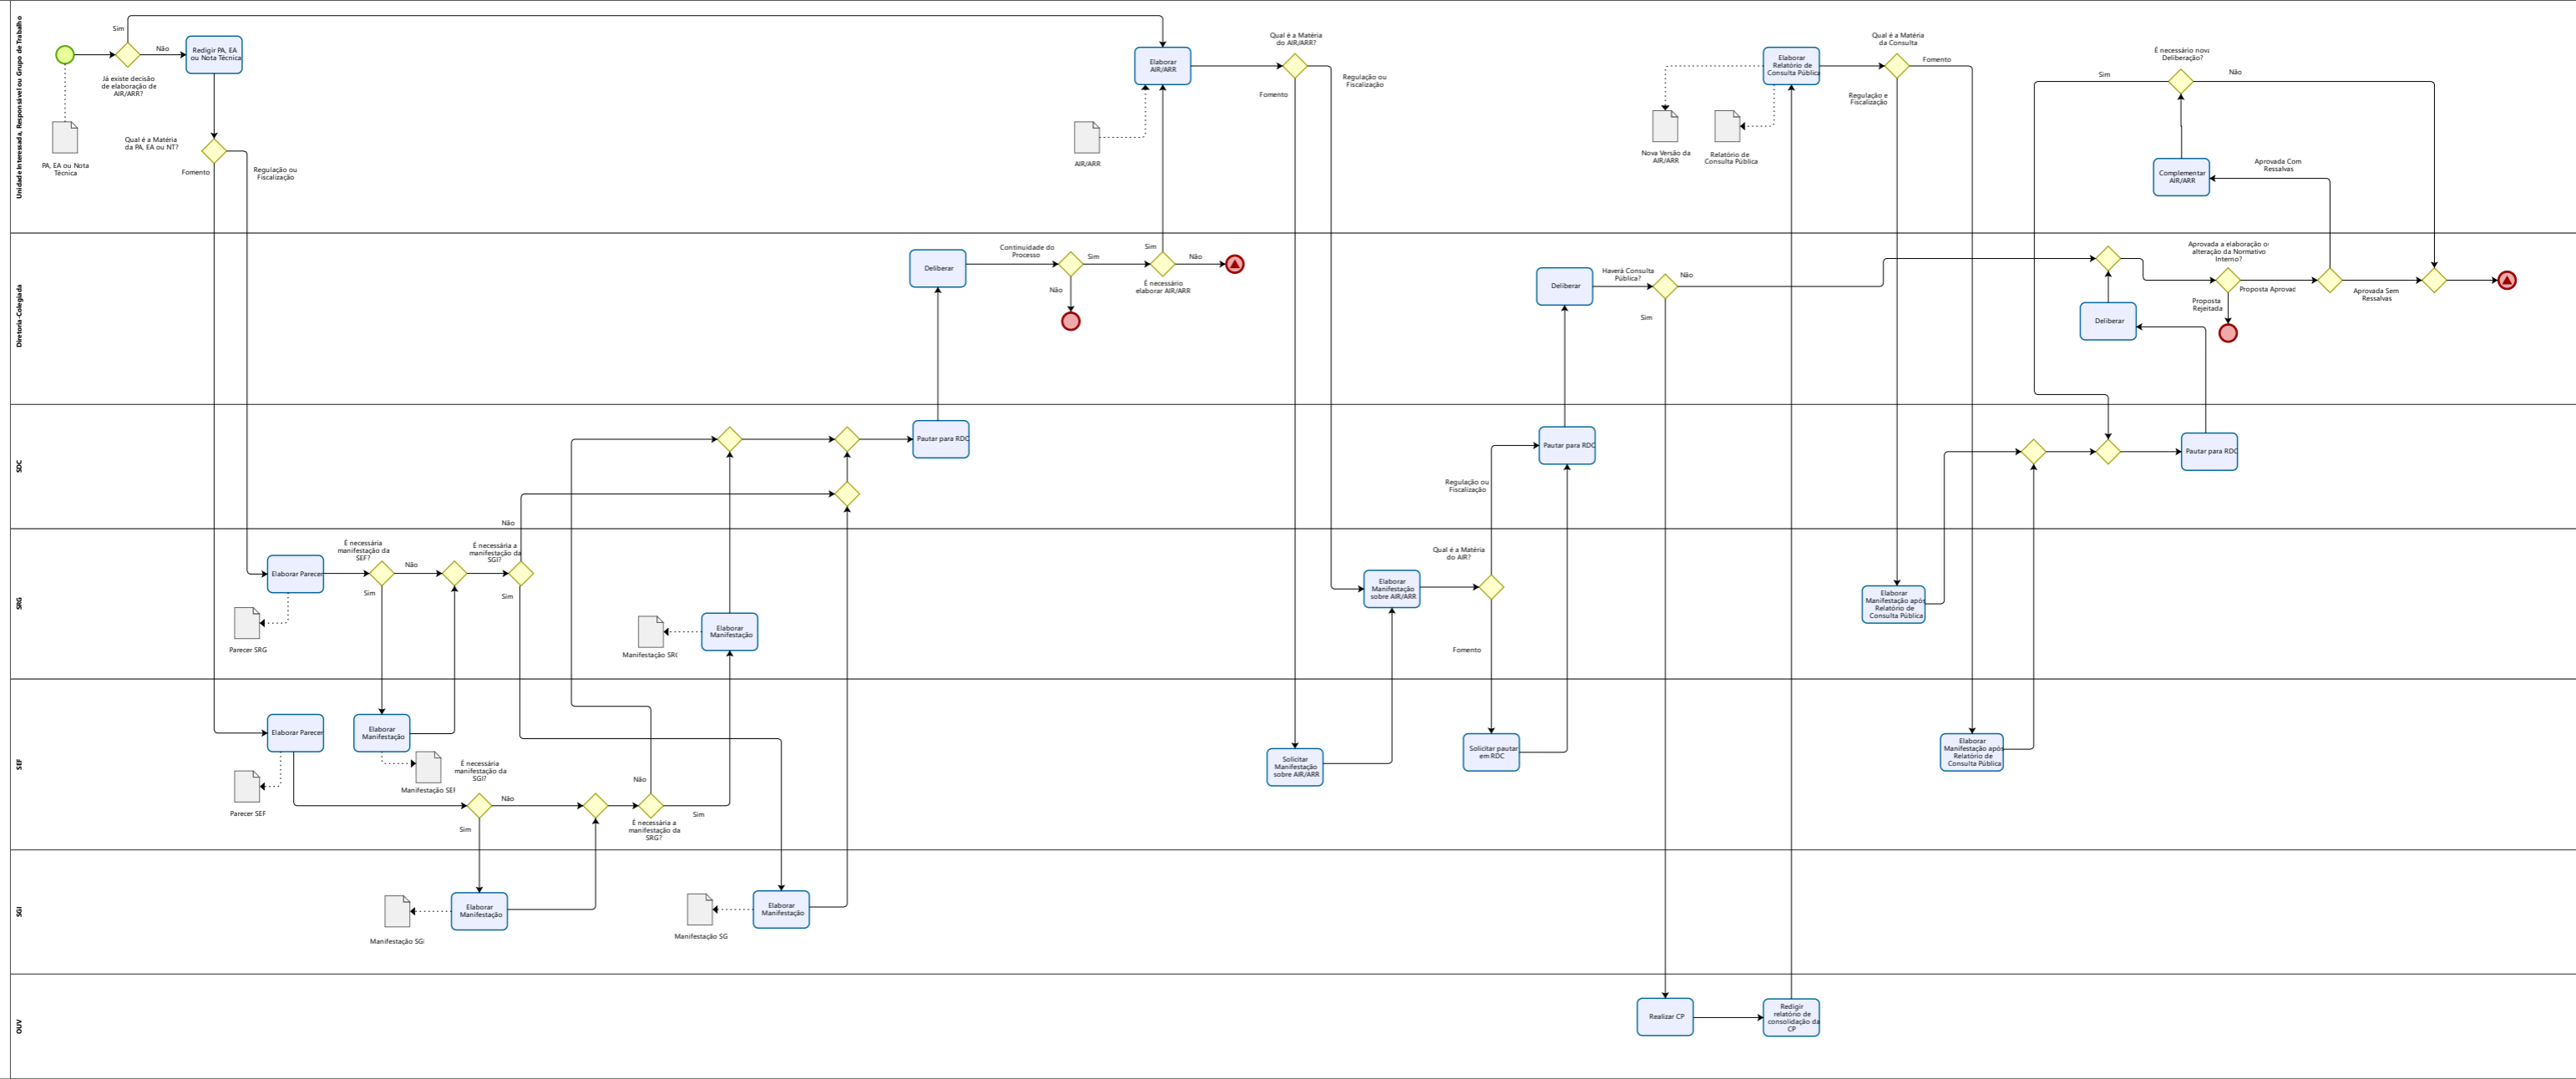 Unidade Interessada, Responsável ou Grupo de Trabalho
Sim
Não
Já existe decisão
de elaboração de
AIR/ARR?
Redigir PA, EA
ou Nota Técnica
PA, EA ou Nota
Técnica
Qual é a Matéria
da PA, EA ou NT?
Fomento
Regulação ou
Fiscalização
Elaborar
AIR/ARR
AIR/ARR
Qual é a Matéria
do AIR/ARR?
Fomento
Regulação ou
Fiscalização
Elaborar
Relatório de
Consulta Pública
Nova Versão da
AIR/ARR
Relatório de
Consulta Pública
Qual é a Matéria
da Consulta
Fomento
Regulação e
Fiscalização
É necessário nova
Deliberação?
Sim
Não
Complementar
AIR/ARR
Aprovada Com
Ressalvas
Diretoria-Colegiada
Deliberar
Continuidade do
Processo
Sim
Não
Sim
Não
É necessário
elaborar AIR/ARR
Deliberar
Haverá Consulta
Pública?
Não
Sim
Deliberar
Aprovada a elaboração o
alteração da Normativo
Interno?
Proposta Aprovad
Proposta
Rejeitada
Aprovada Sem
Ressalvas
SDC
Pautar para RDC
Não
Pautar para RDC
Regulação ou
Fiscalização
Pautar para RDC
SRG
Elaborar Parecer
Parecer SRG
É necessária
manifestação da
SEF?
Não
Sim
É necessária a
manifestação da
SGI?
Sim
Elaborar
Manifestação
Manifestação SRG
Elaborar
Manifestação
sobre AIR/ARR
Qual é a Matéria
do AIR?
Fomento
Elaborar
Manifestação após
Relatório de
Consulta Pública
SEF
Elaborar Parecer
Parecer SEF
Elaborar
Manifestação
Manifestação SEF
É necessária
manifestação da
SGI?
Não
Sim
Não
Sim
É necessária a
manifestação da
SRG?
Solicitar
Manifestação
sobre AIR/ARR
Solicitar pautar
em RDC
Elaborar
Manifestação após
Relatório de
Consulta Pública
SGI
Elaborar
Manifestação
Manifestação SGI
Elaborar
Manifestação
Manifestação SG
OUV
Realizar CP
Redigir
relatório de
consolidação da
CP